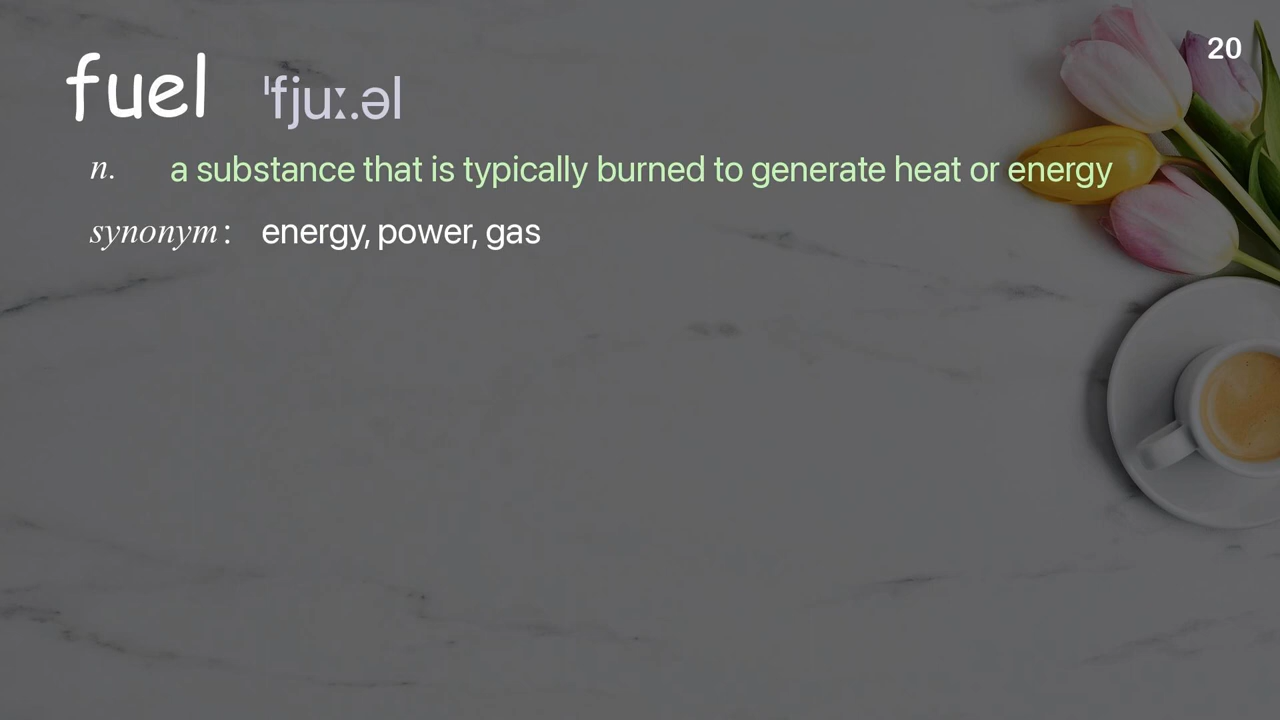 20
fuel ˈfjuː.əl
n. a substance that is typically burned to generate heat or energy
synonym: energy, power, gas